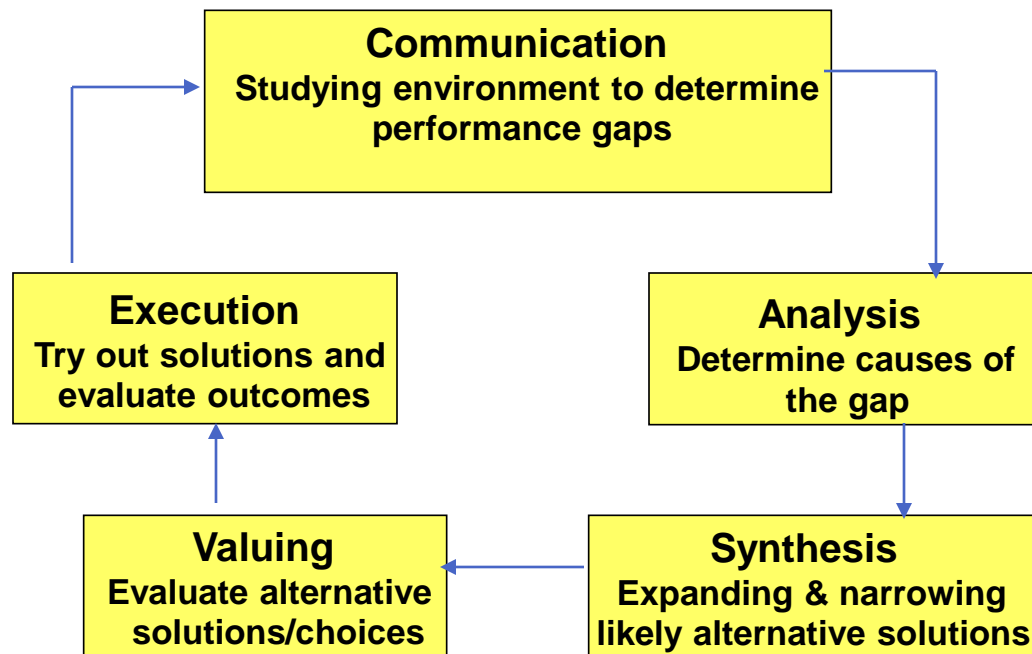 Communication
Studying environment to determine
performance gaps
Execution
Try out solutions and
evaluate outcomes
Analysis
Determine causes of
the gap
Valuing
Evaluate alternative
solutions/choices
Synthesis
Expanding & narrowing
likely alternative solutions